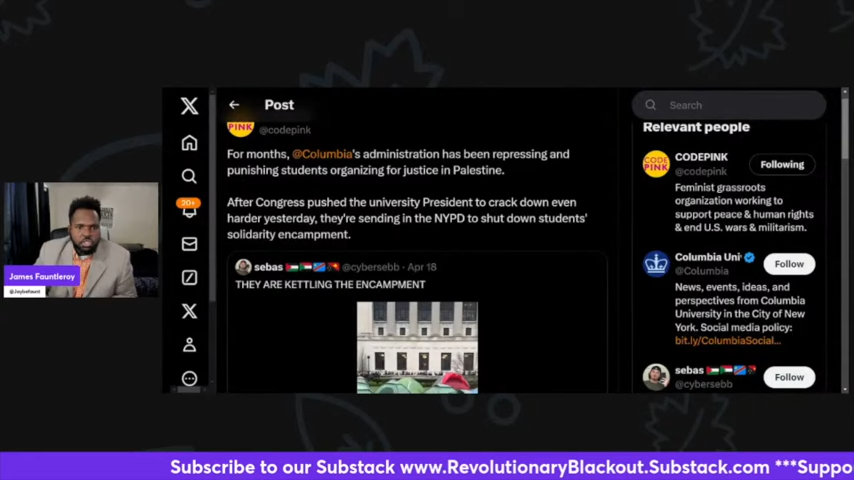 Post
Search
PINK
@codepink
For months, @Columbia's administration has been repressing and
punishing students organizing for justice in Palestine.
After Congress pushed the university President to crack down even
harder yesterday, they're sending in the NYPD to shut down students'
solidarity encampment.
sebas @cybersebb · Apr 18
THEY ARE KETTLING THE ENCAMPMENT
Relevant people
CODE
PINK
CODEPINK
@codepink
Following
Feminist grassroots
organization working to
support peace & human rights
& end U.S. wars & militarism.
Columbia Uni
@Columbia
Follow
News, events, ideas, and
perspectives from Columbia
University in the City of New
York. Social media policy:
bit.ly/ColumbiaSocial...
sebas
@cybersebb
Follow
20+
James Fauntleroy
@Jaybefaunt
Subscribe to our Substack www.RevolutionaryBlackout.Substack.com ***Suppo